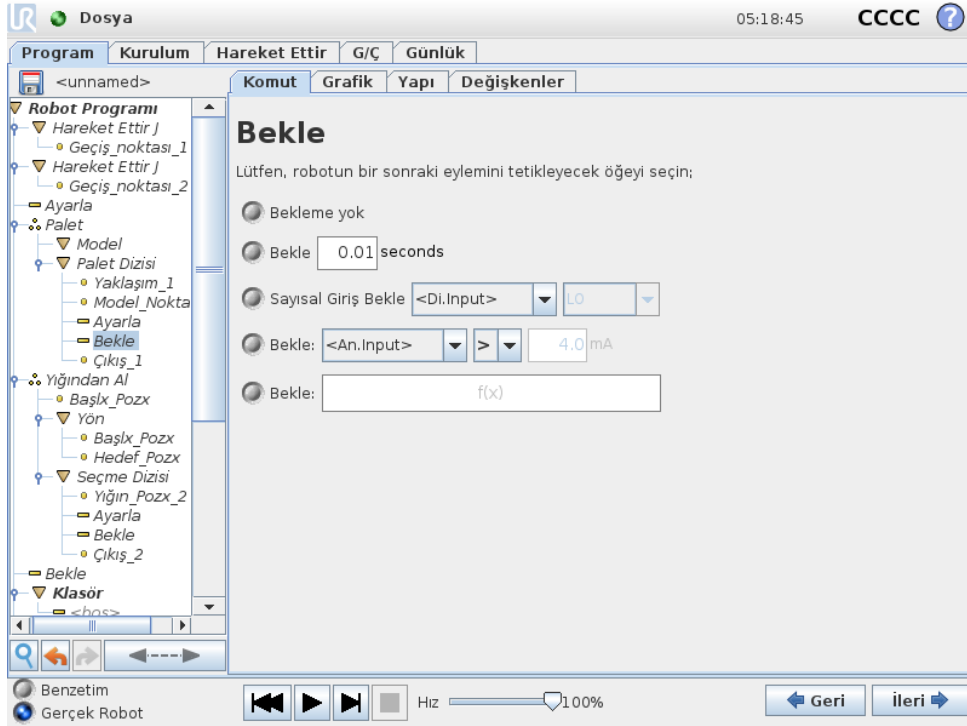 Dosya 05:18:45 CCCC ?
Program Kurulum Hareket Ettir G/Ç Günlük
<unnamed> Komut Grafik Yapı Değişkenler
Robot Programı
Hareket Ettir J
Geçiş_noktası_1
Hareket Ettir J
Geçiş_noktası_2
Ayarla
Palet
Model
Palet Dizisi
Yaklaşım_1
Model_Nokta
Ayarla
Bekle
Çıkış_1
Yığından Al
Başlx_Pozx
Yön
Başlx_Pozx
Hedef_Pozx
Seçme Dizisi
Yığın_Pozx_2
Ayarla
Bekle
Çıkış_2
Bekle
Klasör
<boş>
Bekle
Lütfen, robotun bir sonraki eylemini tetikleyecek öğeyi seçin;
Bekleme yok
Bekle 0.01 seconds
Sayısal Giriş Bekle <Di.Input> LO
Bekle: <An.Input> > 4.0 mA
Bekle: f(x)
Benzetim
Gerçek Robot
Hız 100%
Geri İleri